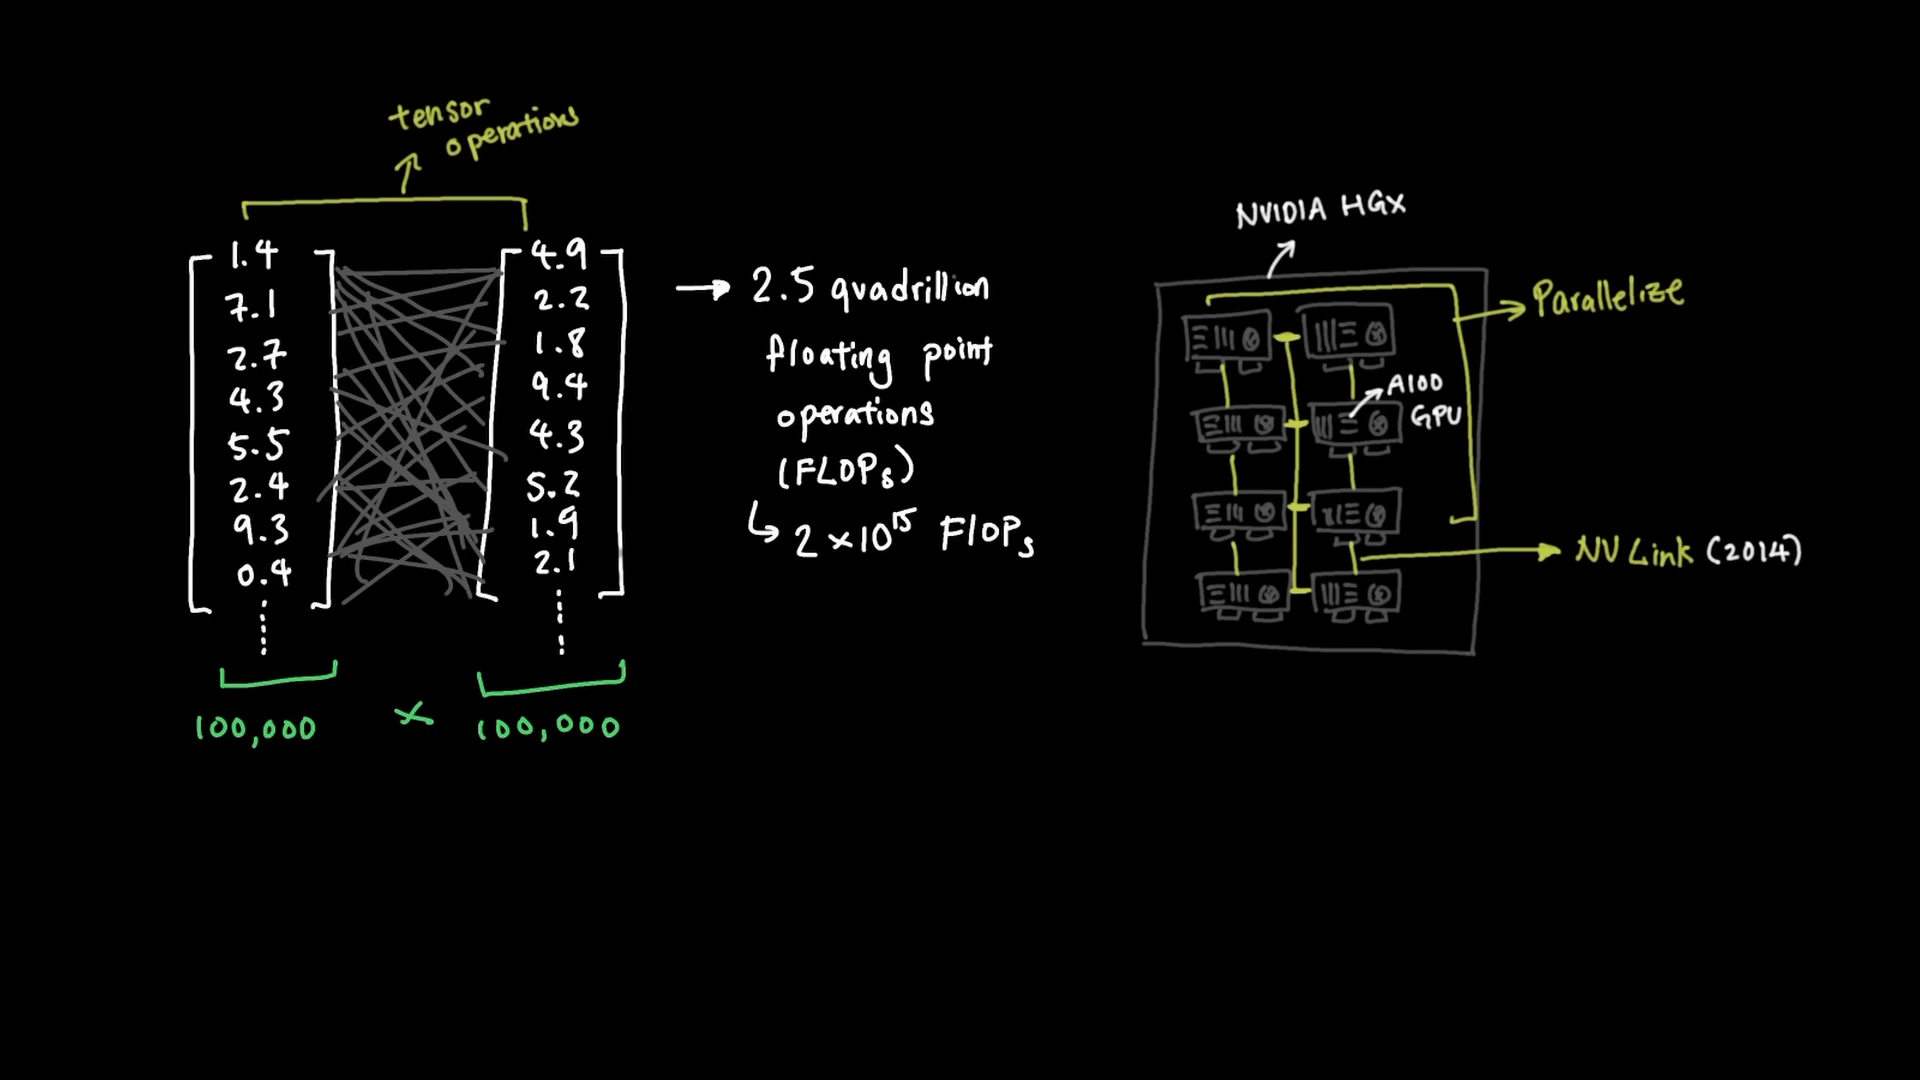 tensor
operations
1.4
7.1
2.7
4.3
5.5
2.4
9.3
0.4
4.9
2.2
1.8
9.4
4.3
5.2
1.9
2.1
100,000 x 100,000
→ 2.5 quadrillion
floating point
operations
(FLOPs)
↳ 2 × 10¹⁵ FlOPs
NVIDIA HGX
Parallelize
A100
GPU
NV Link (2014)